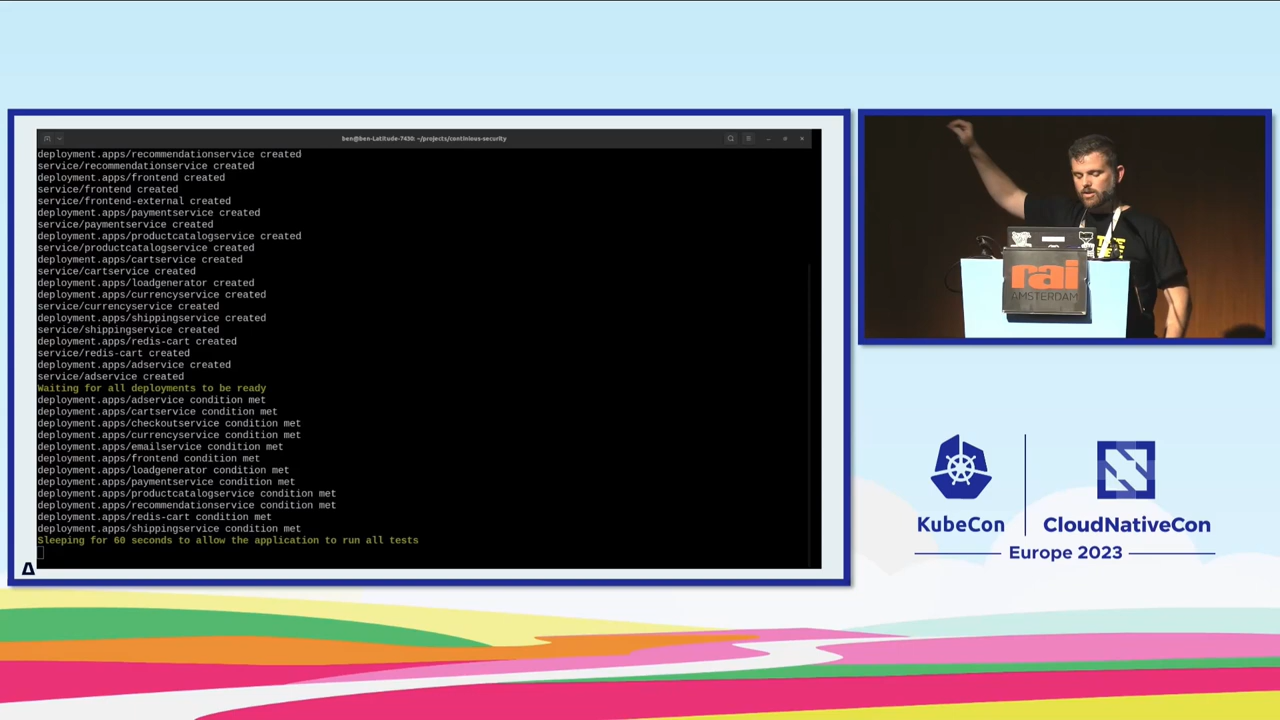 ben@ben-Latitude-7430: ~/projects/continious-security
deployment.apps/recommendationservice created
service/recommendationservice created
deployment.apps/frontend created
service/frontend created
service/frontend-external created
deployment.apps/paymentservice created
service/paymentservice created
deployment.apps/productcatalogservice created
service/productcatalogservice created
deployment.apps/cartservice created
service/cartservice created
deployment.apps/loadgenerator created
deployment.apps/currencyservice created
service/currencyservice created
deployment.apps/shippingservice created
service/shippingservice created
deployment.apps/redis-cart created
service/redis-cart created
deployment.apps/adservice created
service/adservice created
Waiting for all deployments to be ready
deployment.apps/adservice condition met
deployment.apps/cartservice condition met
deployment.apps/checkoutservice condition met
deployment.apps/currencyservice condition met
deployment.apps/emailservice condition met
deployment.apps/frontend condition met
deployment.apps/loadgenerator condition met
deployment.apps/paymentservice condition met
deployment.apps/productcatalogservice condition met
deployment.apps/recommendationservice condition met
deployment.apps/redis-cart condition met
deployment.apps/shippingservice condition met
Sleeping for 60 seconds to allow the application to run all tests
rai
AMSTERDAM
KubeCon
CloudNativeCon
Europe 2023